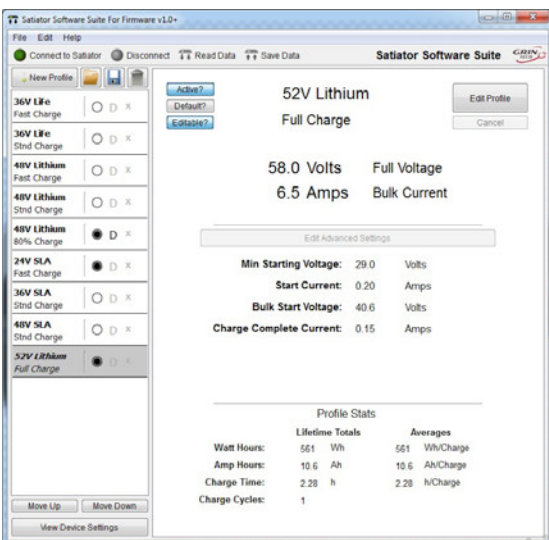 Satiator Software Suite For Firmware v1.0+
File Edit Help
Connect to Satiator Disconnect Read Data Save Data Satiator Software Suite GRIN TECH
New Profile
36V LiFe
Fast Charge D x
36V LiFe
Stnd Charge D x
48V Lithium
Fast Charge D x
48V Lithium
Stnd Charge D x
48V Lithium
80% Charge D x
24V SLA
Fast Charge D x
36V SLA
Stnd Charge D x
48V SLA
Stnd Charge D x
52V Lithium
Full Charge D x
Move Up Move Down
View Device Settings
Active?
Default?
Editable?
52V Lithium
Full Charge
Edit Profile
Cancel
58.0 Volts Full Voltage
6.5 Amps Bulk Current
Edit Advanced Settings
Min Starting Voltage: 29.0 Volts
Start Current: 0.20 Amps
Bulk Start Voltage: 40.6 Volts
Charge Complete Current: 0.15 Amps
Profile Stats
Lifetime Totals Averages
Watt Hours: 561 Wh 561 Wh/Charge
Amp Hours: 10.6 Ah 10.6 Ah/Charge
Charge Time: 2.28 h 2.28 h/Charge
Charge Cycles: 1